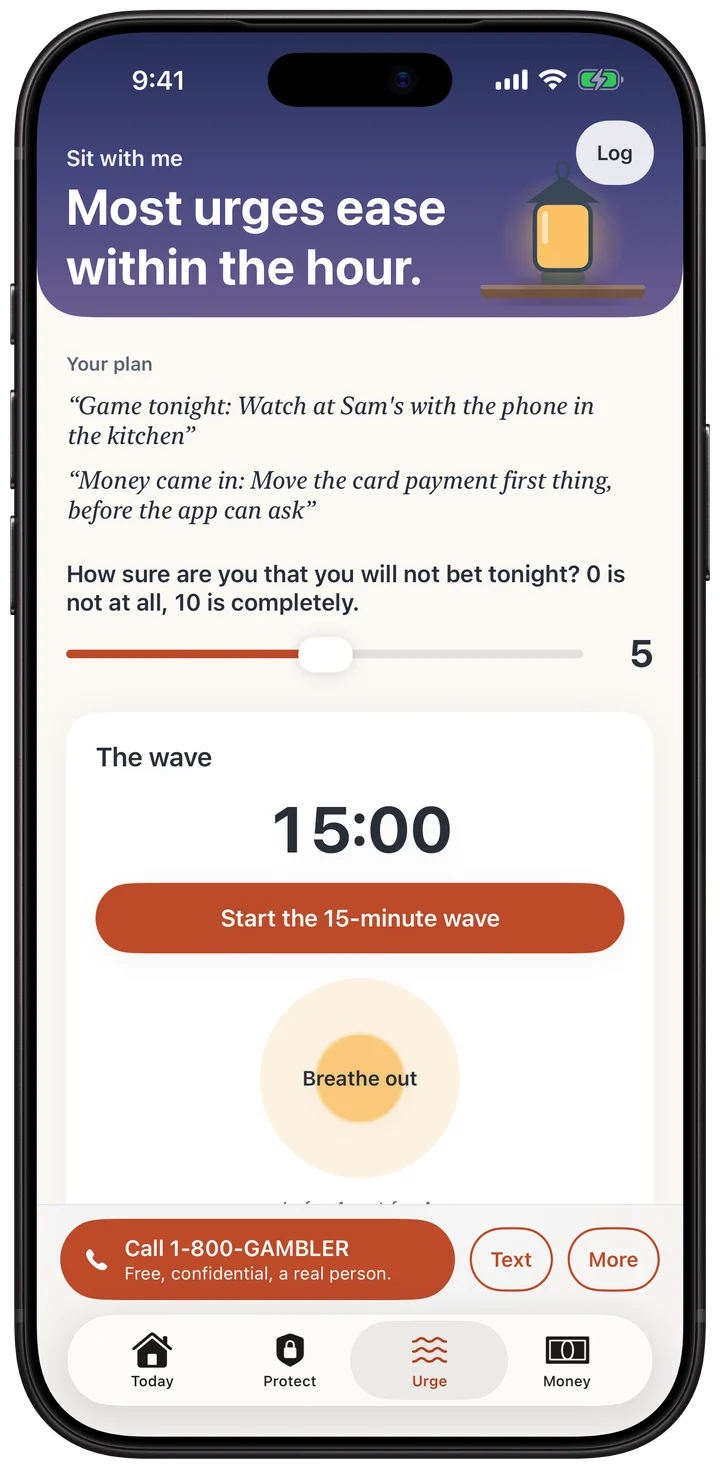 9:41
Log
Sit with me
Most urges ease
within the hour.
Your plan
“Game tonight: Watch at Sam's with the phone in
the kitchen”
“Money came in: Move the card payment first thing,
before the app can ask”
How sure are you that you will not bet tonight? 0 is
not at all, 10 is completely.
5
The wave
15:00
Start the 15-minute wave
Breathe out
Call 1-800-GAMBLER
Free, confidential, a real person.
Text
More
Today
Protect
Urge
Money